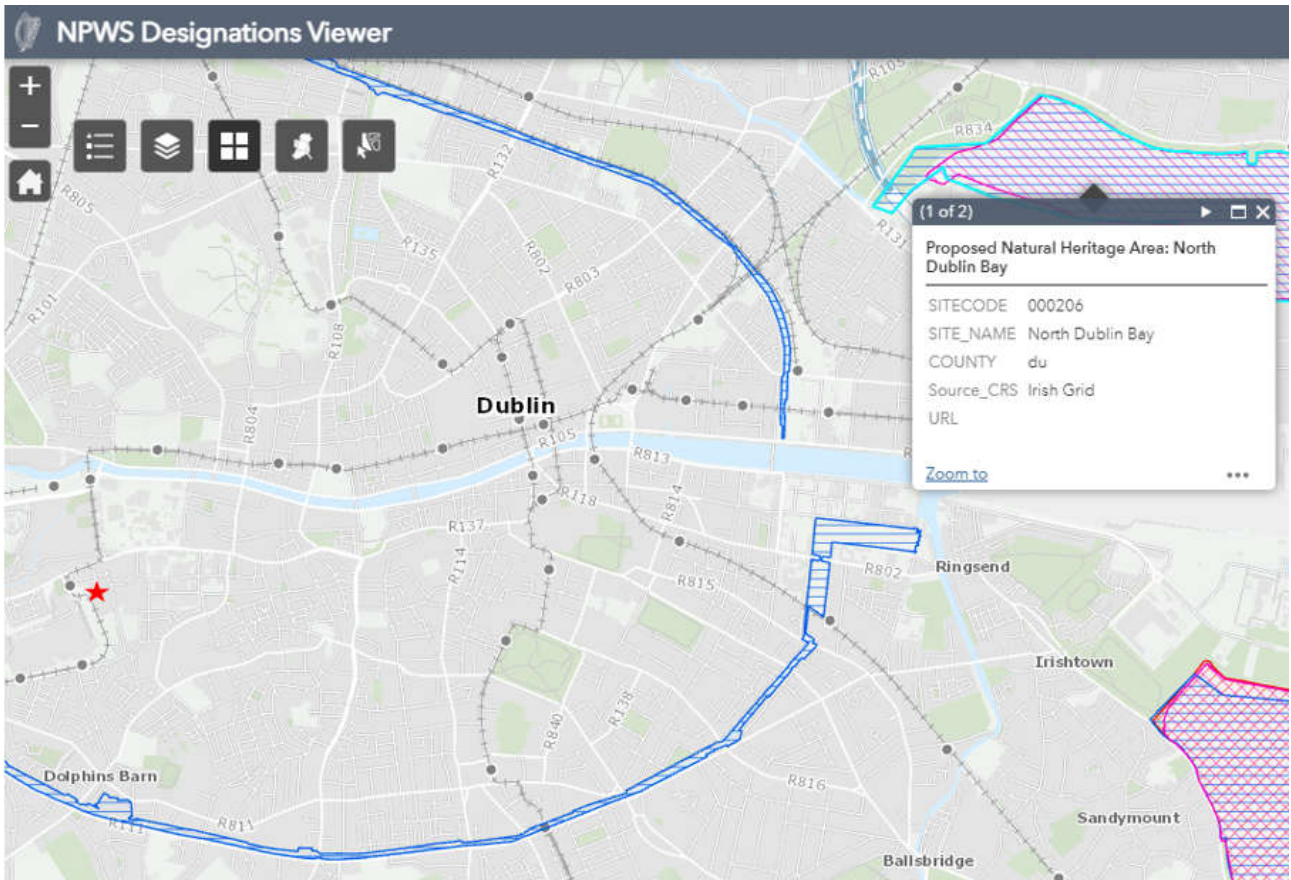 NPWS Designations Viewer
+
−
R105
R834
R132
R805
R131
(1 of 2)
Proposed Natural Heritage Area: North
Dublin Bay
SITECODE 000206
SITE_NAME North Dublin Bay
COUNTY du
Source_CRS Irish Grid
URL
Zoom to
R135
R802
R803
R101
R108
Dublin
R804
R105
R813
R118
R814
R137
R114
R815
R802
Ringsend
Irishtown
R138
R840
Dolphins Barn
R816
R111
R811
Sandymount
Ballsbridge